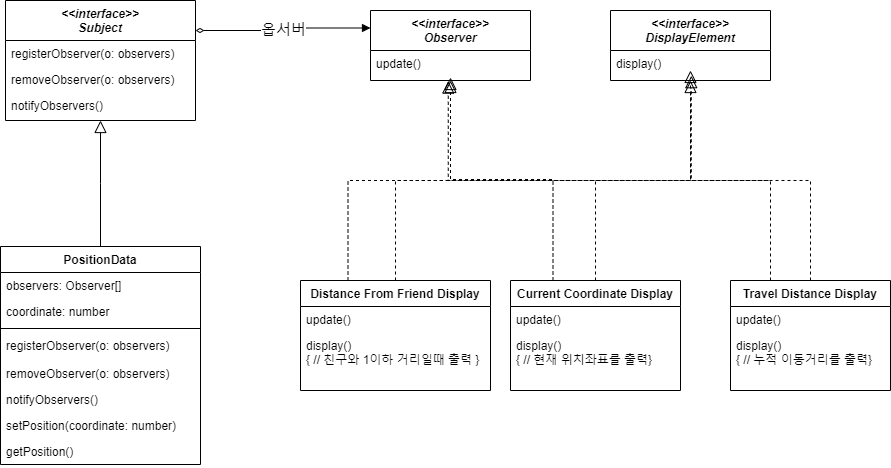 <<interface>>
Subject
registerObserver(o: observers)
removeObserver(o: observers)
notifyObservers()
옵서버
<<interface>>
Observer
update()
<<interface>>
DisplayElement
display()
PositionData
observers: Observer[]
coordinate: number
registerObserver(o: observers)
removeObserver(o: observers)
notifyObservers()
setPosition(coordinate: number)
getPosition()
Distance From Friend Display
update()
display()
{ // 친구와 1이하 거리일때 출력 }
Current Coordinate Display
update()
display()
{ // 현재 위치좌표를 출력}
Travel Distance Display
update()
display()
{ // 누적 이동거리를 출력}